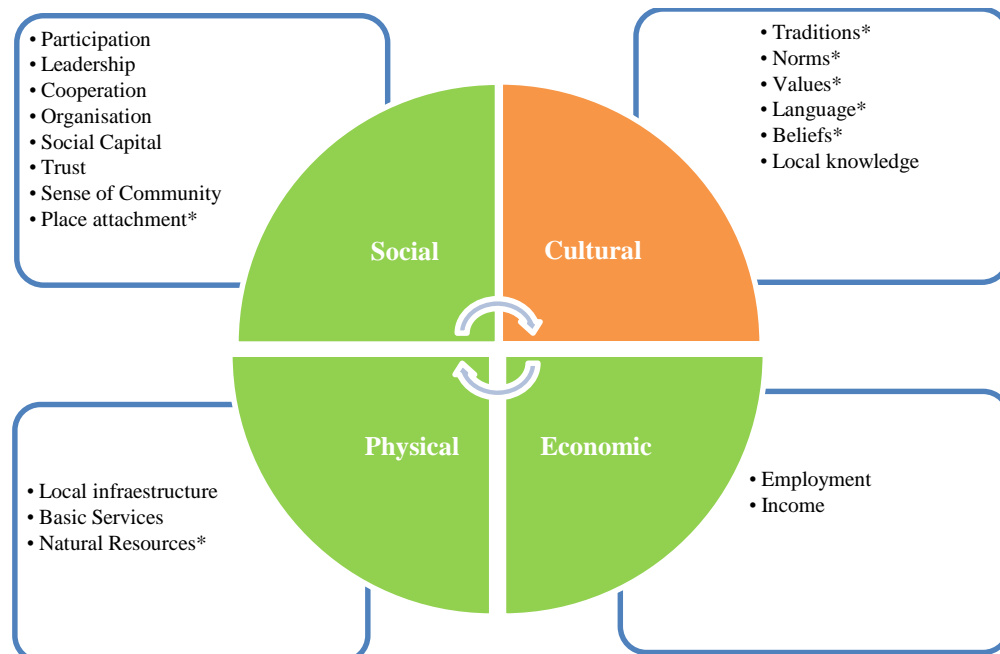 • Participation
• Leadership
• Cooperation
• Organisation
• Social Capital
• Trust
• Sense of Community
• Place attachment*
• Traditions*
• Norms*
• Values*
• Language*
• Beliefs*
• Local knowledge
Social
Cultural
Physical
Economic
• Local infraestructure
• Basic Services
• Natural Resources*
• Employment
• Income